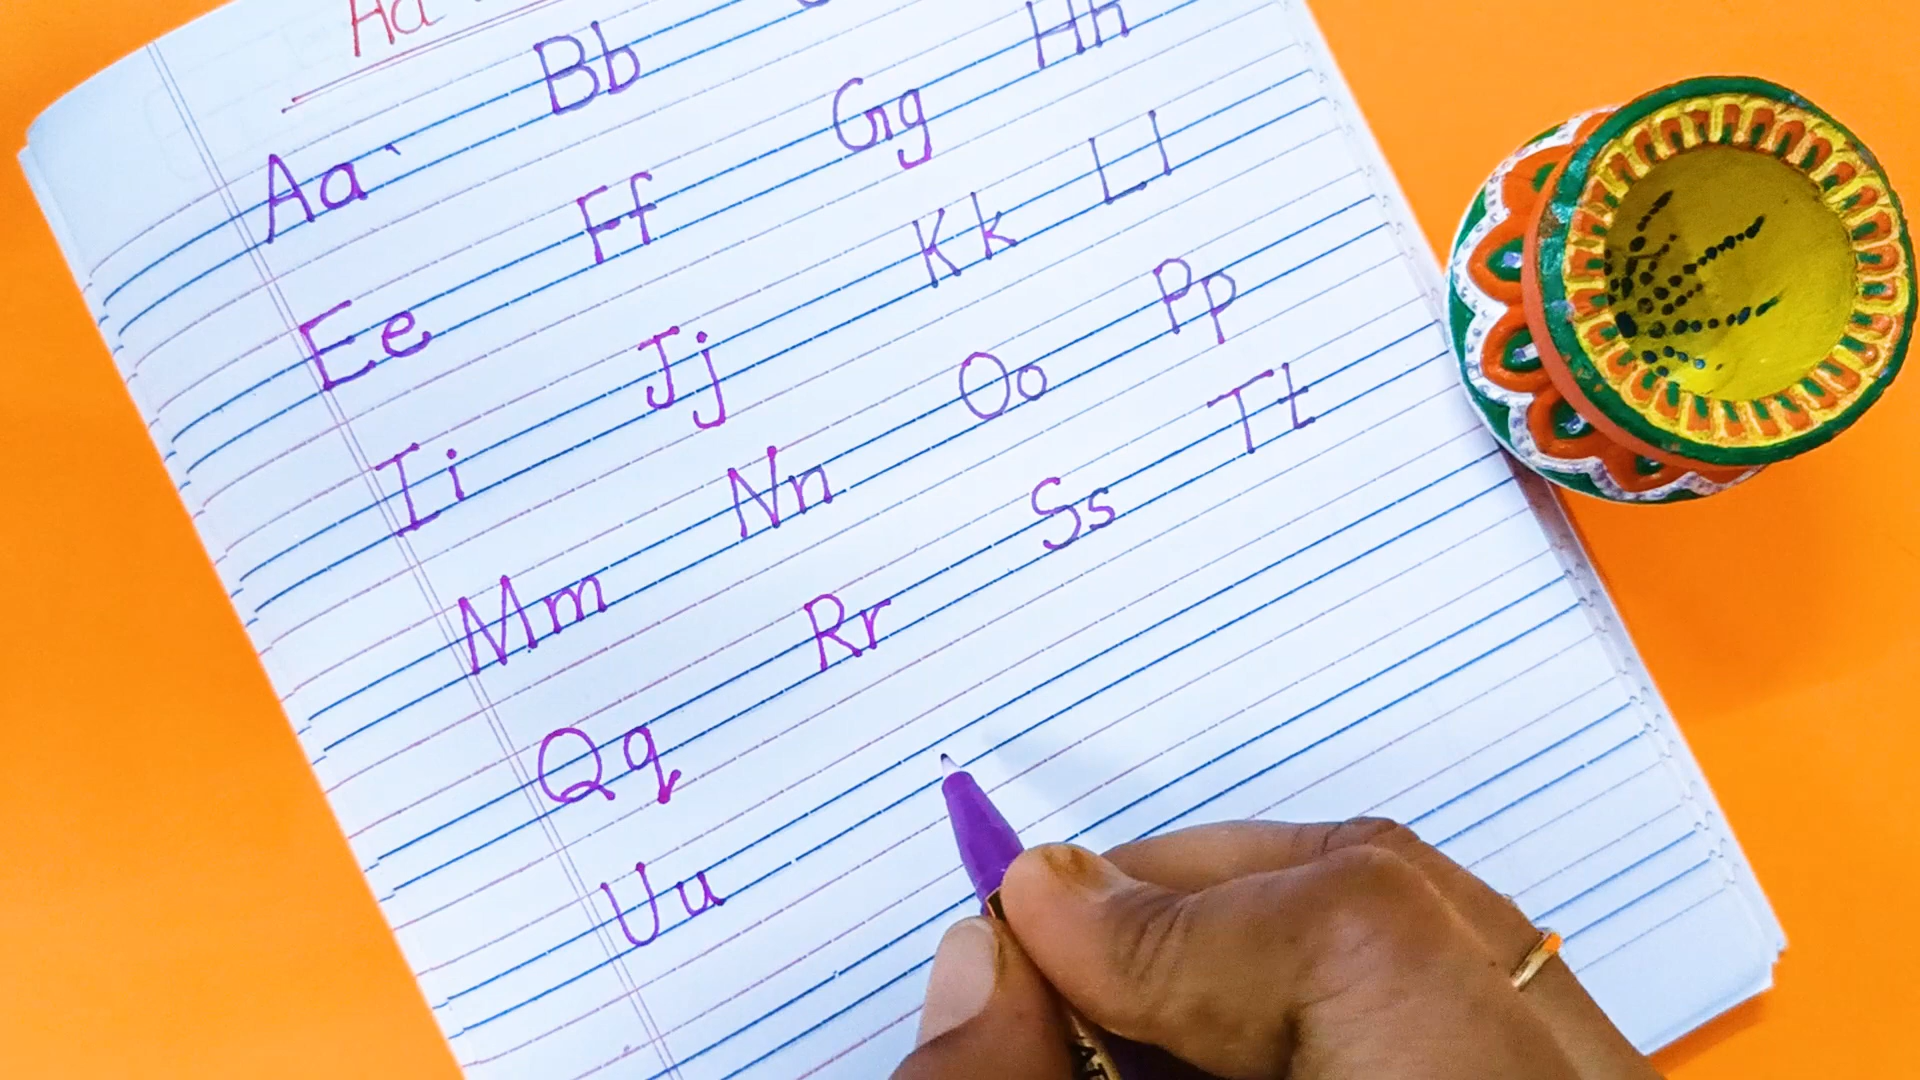 Aa
Aa Bb
Ee Ff Gg Hh
Ii Jj Kk Ll
Mm Nn Oo Pp
Qq Rr Ss Tt
Uu